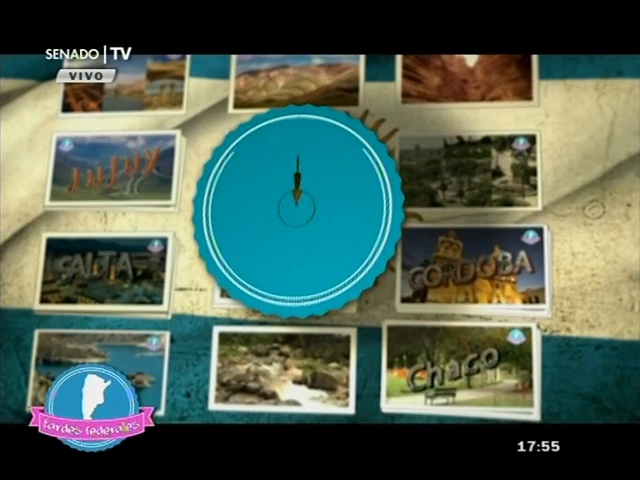 SENADO TV
VIVO
JUJUY
SALTA
CORDOBA
Chaco
tardes federales
17:55